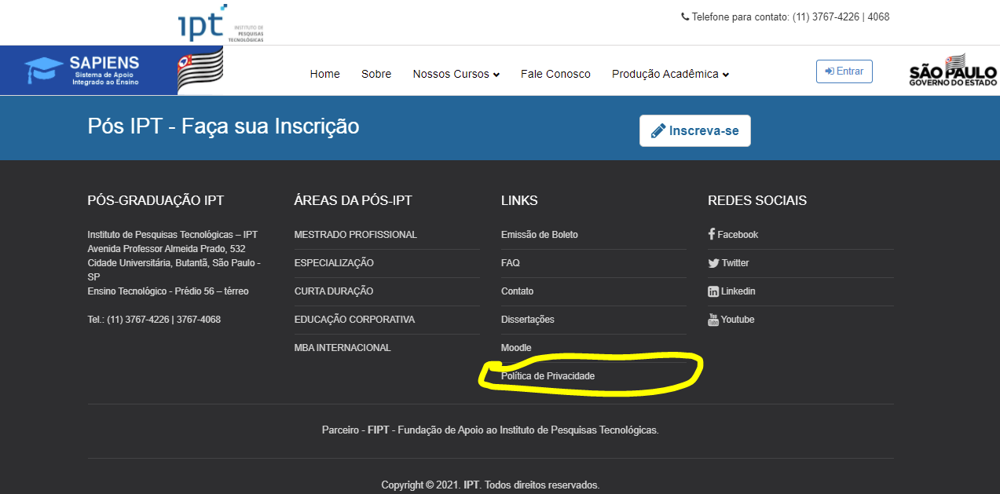 ipt
INSTITUTO DE
PESQUISAS
TECNOLÓGICAS
Telefone para contato: (11) 3767-4226 | 4068
SAPIENS
Sistema de Apoio
Integrado ao Ensino
Home
Sobre
Nossos Cursos
Fale Conosco
Produção Acadêmica
Entrar
SÃO PAULO
GOVERNO DO ESTADO
Pós IPT - Faça sua Inscrição
Inscreva-se
PÓS-GRADUAÇÃO IPT
Instituto de Pesquisas Tecnológicas – IPT
Avenida Professor Almeida Prado, 532
Cidade Universitária, Butantã, São Paulo -
SP
Ensino Tecnológico - Prédio 56 – térreo
Tel.: (11) 3767-4226 | 3767-4068
ÁREAS DA PÓS-IPT
MESTRADO PROFISSIONAL
ESPECIALIZAÇÃO
CURTA DURAÇÃO
EDUCAÇÃO CORPORATIVA
MBA INTERNACIONAL
LINKS
Emissão de Boleto
FAQ
Contato
Dissertações
Moodle
Política de Privacidade
REDES SOCIAIS
Facebook
Twitter
Linkedin
Youtube
Parceiro - FIPT - Fundação de Apoio ao Instituto de Pesquisas Tecnológicas.
Copyright © 2021. IPT. Todos direitos reservados.